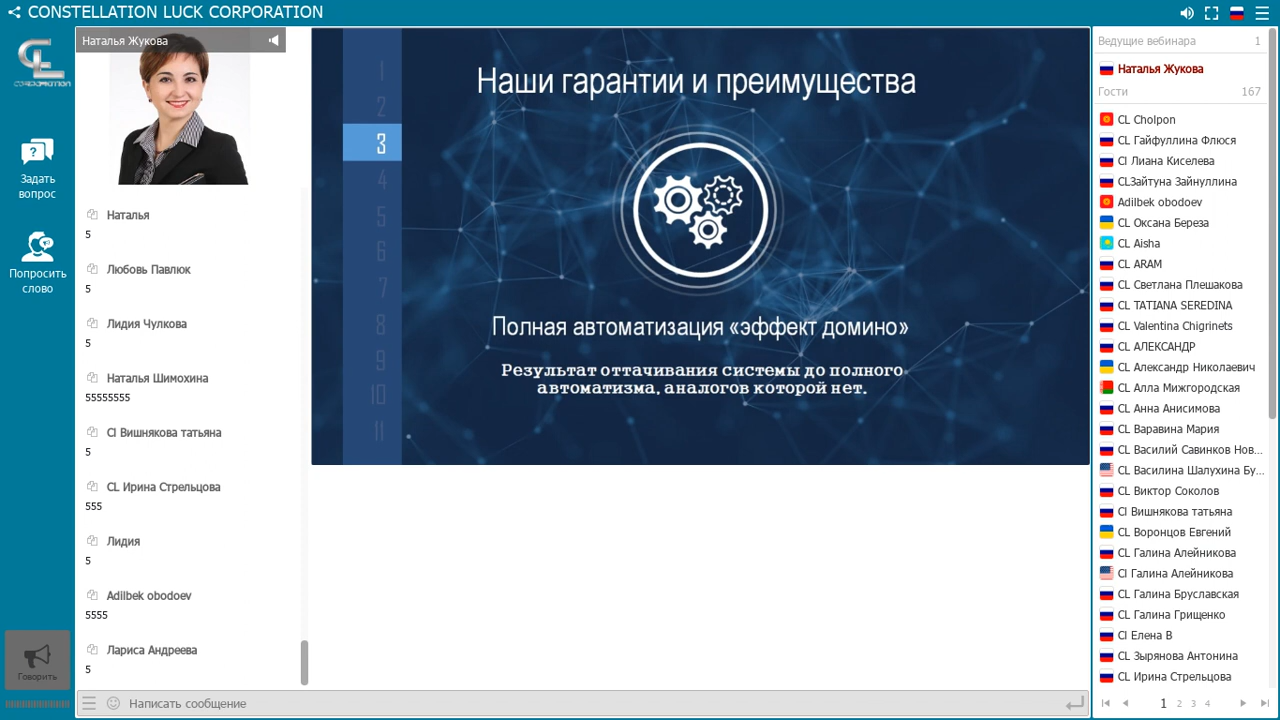 CONSTELLATION LUCK CORPORATION
CL
CORPORATION
Задать
вопрос
Попросить
слово
Говорить
Наталья Жукова
Наталья
5
Любовь Павлюк
5
Лидия Чулкова
5
Наталья Шимохина
55555555
Cl Вишнякова татьяна
5
CL Ирина Стрельцова
555
Лидия
5
Adilbek obodoev
5555
Лариса Андреева
5
Написать сообщение
Наши гарантии и преимущества
1
2
3
4
5
6
7
8
9
10
11
Полная автоматизация «эффект домино»
Результат оттачивания системы до полного
автоматизма, аналогов которой нет.
Ведущие вебинара 1
Наталья Жукова
Гости 167
CL Cholpon
CL Гайфуллина Флюся
Cl Лиана Киселева
CLЗайтуна Зайнуллина
Adilbek obodoev
CL Оксана Береза
CL Aisha
CL ARAM
CL Светлана Плешакова
CL TATIANA SEREDINA
CL Valentina Chigrinets
CL АЛЕКСАНДР
CL Александр Николаевич
CL Алла Мижгородская
CL Анна Анисимова
CL Варавина Мария
CL Василий Савинков Нов...
CL Василина Шалухина Бу...
CL Виктор Соколов
Cl Вишнякова татьяна
CL Воронцов Евгений
CL Галина Алейникова
Cl Галина Алейникова
CL Галина Бруславская
CL Галина Грищенко
Cl Елена В
CL Зырянова Антонина
CL Ирина Стрельцова
1 2 3 4